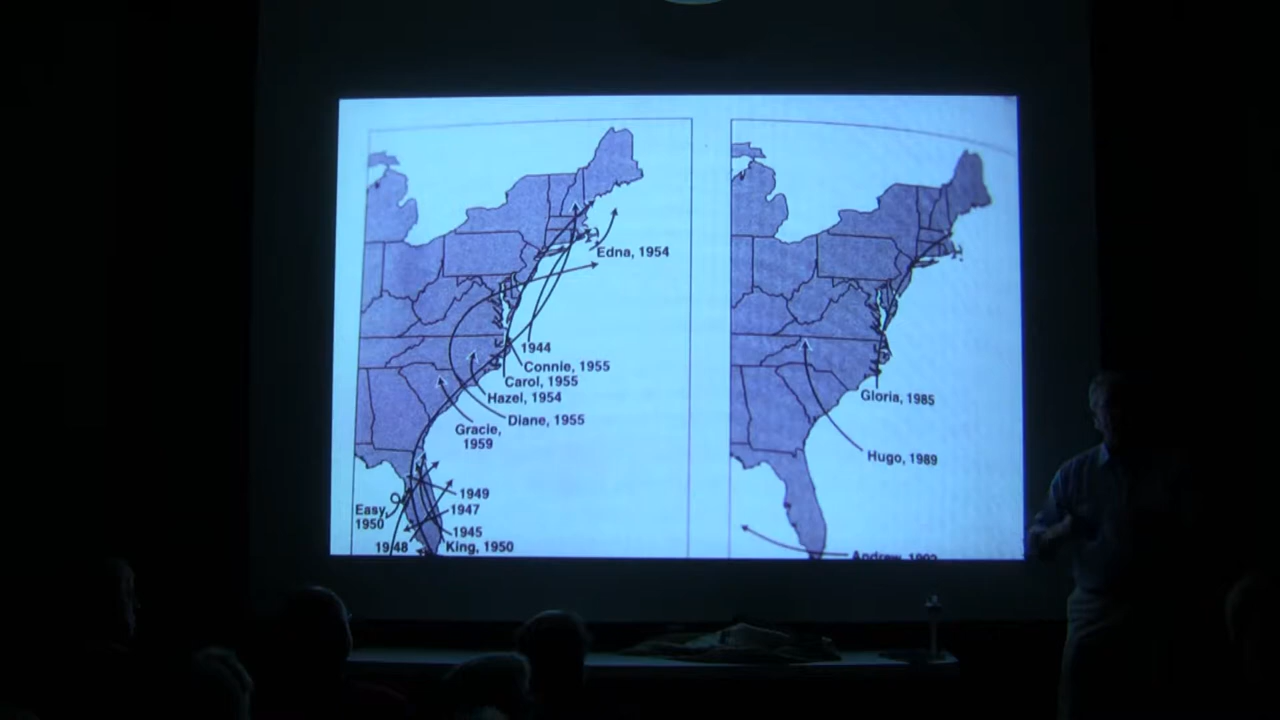 Edna, 1954
1944
Connie, 1955
Carol, 1955
Hazel, 1954
Diane, 1955
Gracie,
1959
1949
Easy,
1950
1947
1945
1948
King, 1950
Gloria, 1985
Hugo, 1989
Andrew, 1992